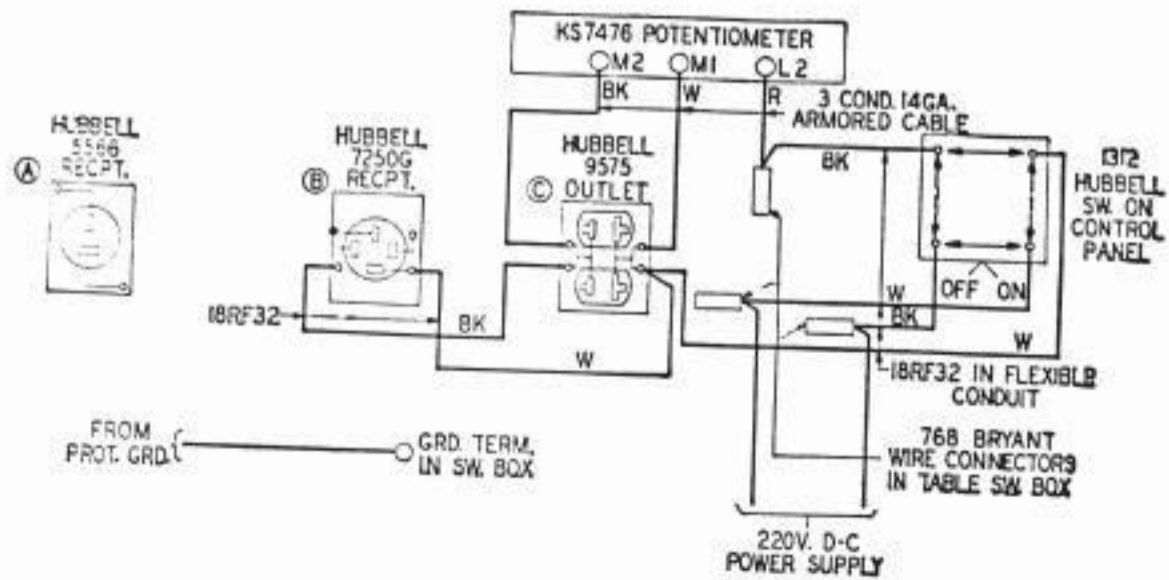 KS7476 POTENTIOMETER
M2 M1 L2
BK W R
3 COND. 14GA.
ARMORED CABLE
HUBBELL
5566
RECPT.
A
HUBBELL
7250G
RECPT.
B
HUBBELL
9575
OUTLET
C
BK
1372
HUBBELL
SW. ON
CONTROL
PANEL
OFF ON
W
BK
W
18RF32
BK
W
18RF32 IN FLEXIBLE
CONDUIT
FROM
PROT. GRD.
GRD. TERM.
IN SW. BOX
768 BRYANT
WIRE CONNECTORS
IN TABLE SW. BOX
220V. D-C
POWER SUPPLY